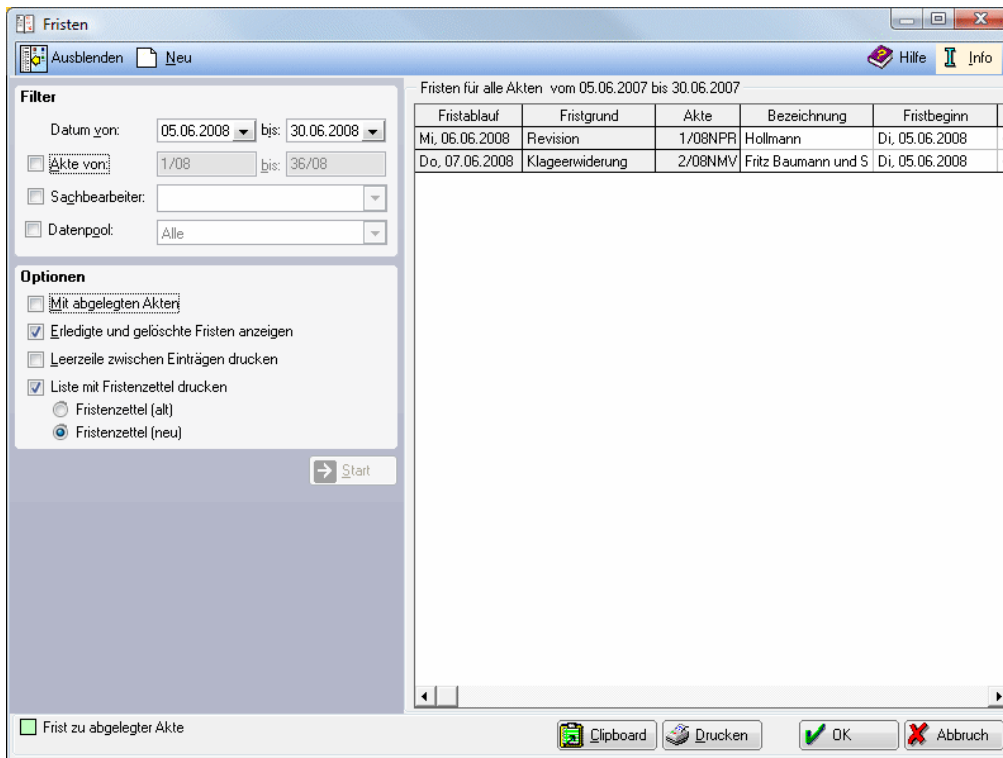 Fristen
Ausblenden Neu Hilfe Info
Filter
Datum von: 05.06.2008 bis: 30.06.2008
Akte von: 1/08 bis: 36/08
Sachbearbeiter:
Datenpool: Alle
Optionen
Mit abgelegten Akten
Erledigte und gelöschte Fristen anzeigen
Leerzeile zwischen Einträgen drucken
Liste mit Fristenzettel drucken
Fristenzettel (alt)
Fristenzettel (neu)
Start
Fristen für alle Akten vom 05.06.2007 bis 30.06.2007
Fristablauf Fristgrund Akte Bezeichnung Fristbeginn
Mi, 06.06.2008 Revision 1/08NPR Hollmann Di, 05.06.2008
Do, 07.06.2008 Klageerwiderung 2/08NMV Fritz Baumann und S Di, 05.06.2008
Frist zu abgelegter Akte
Clipboard Drucken OK Abbruch